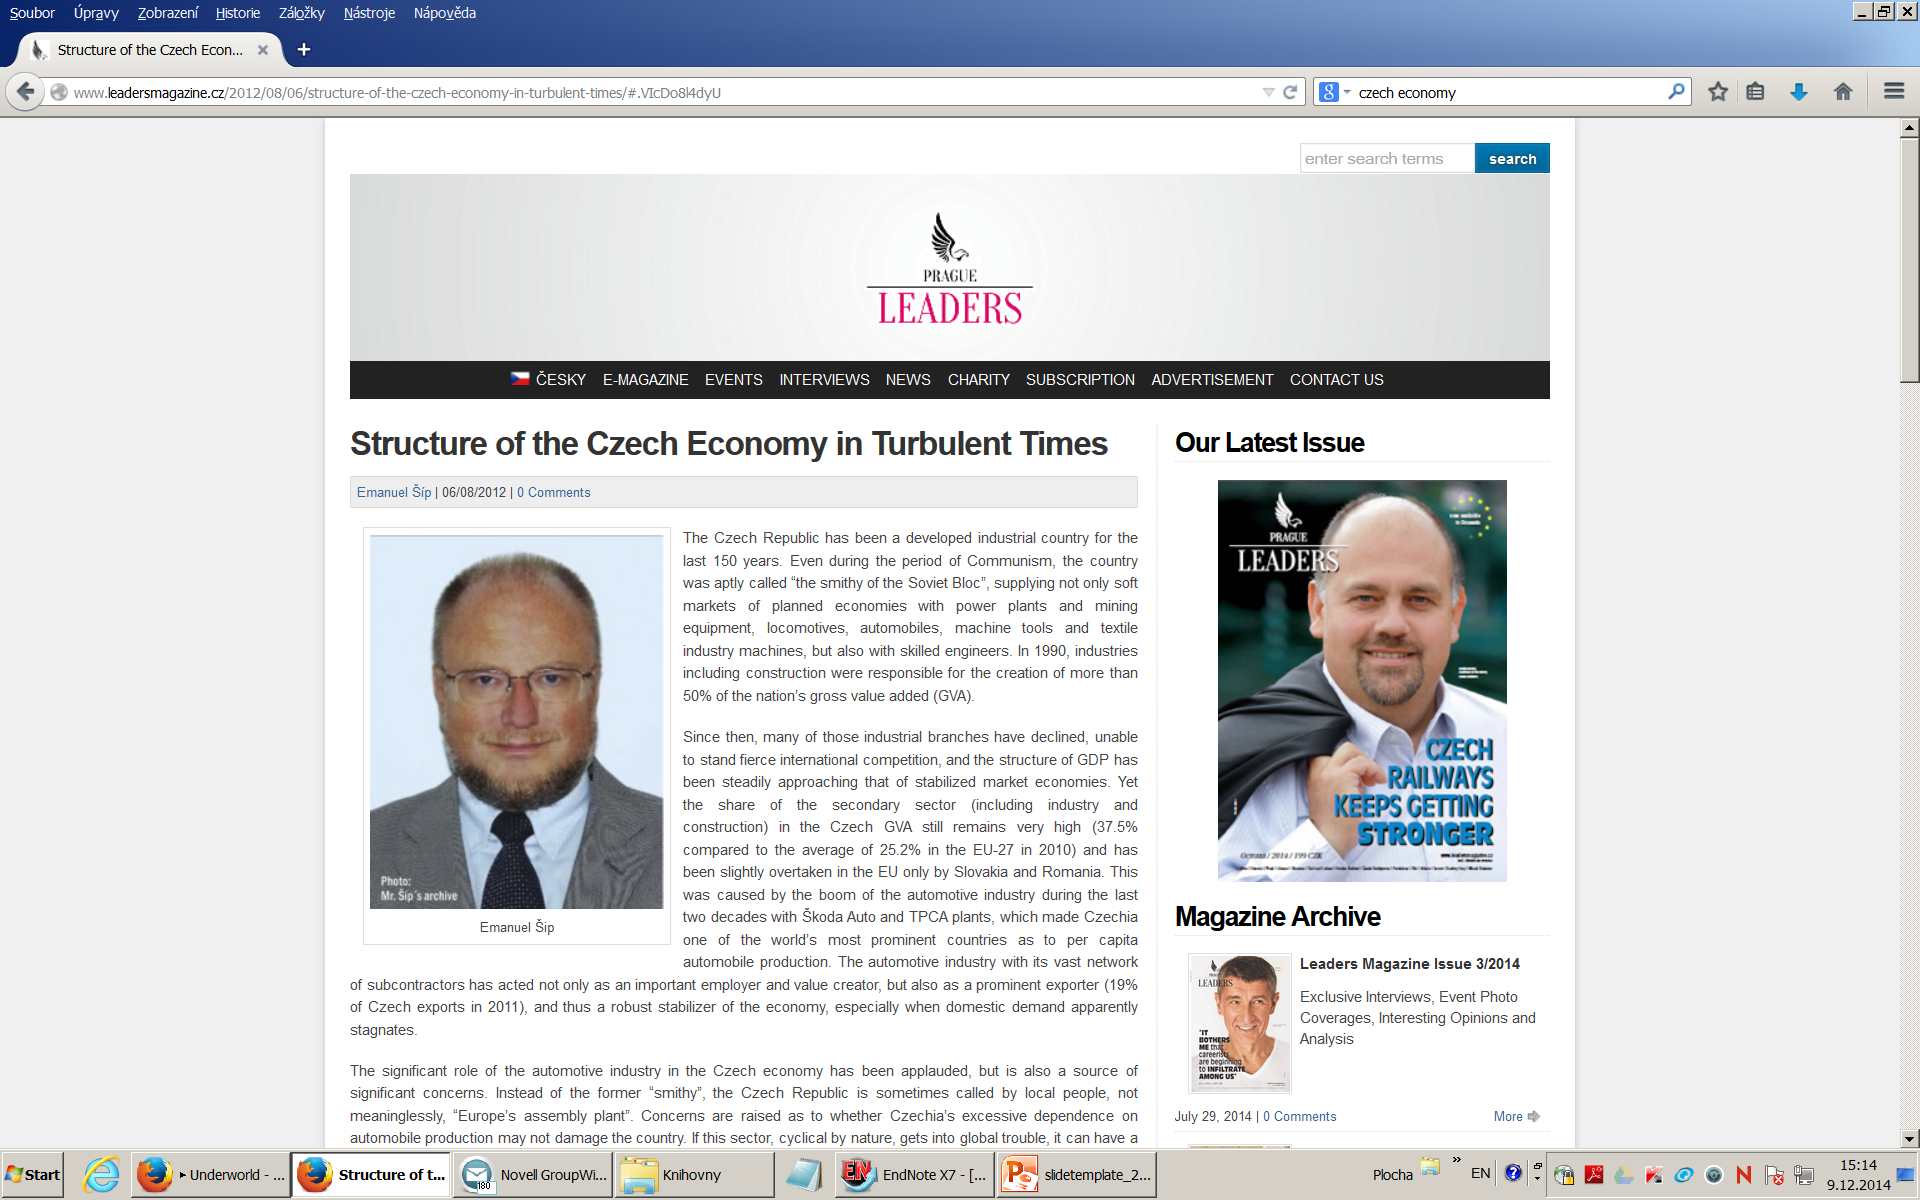 Soubor Úpravy Zobrazení Historie Záložky Nástroje Nápověda
Structure of the Czech Econ...
www.leadersmagazine.cz/2012/08/06/structure-of-the-czech-economy-in-turbulent-times/#.VIcDo8l4dyU
czech economy
enter search terms search
PRAGUE
LEADERS
ČESKY E-MAGAZINE EVENTS INTERVIEWS NEWS CHARITY SUBSCRIPTION ADVERTISEMENT CONTACT US
Structure of the Czech Economy in Turbulent Times
Emanuel Šíp | 06/08/2012 | 0 Comments
Photo:
Mr. Šíp´s archive
Emanuel Šip
The Czech Republic has been a developed industrial country for the
last 150 years. Even during the period of Communism, the country
was aptly called “the smithy of the Soviet Bloc”, supplying not only soft
markets of planned economies with power plants and mining
equipment, locomotives, automobiles, machine tools and textile
industry machines, but also with skilled engineers. In 1990, industries
including construction were responsible for the creation of more than
50% of the nation’s gross value added (GVA).
Since then, many of those industrial branches have declined, unable
to stand fierce international competition, and the structure of GDP has
been steadily approaching that of stabilized market economies. Yet
the share of the secondary sector (including industry and
construction) in the Czech GVA still remains very high (37.5%
compared to the average of 25.2% in the EU-27 in 2010) and has
been slightly overtaken in the EU only by Slovakia and Romania. This
was caused by the boom of the automotive industry during the last
two decades with Škoda Auto and TPCA plants, which made Czechia
one of the world’s most prominent countries as to per capita
automobile production. The automotive industry with its vast network
of subcontractors has acted not only as an important employer and value creator, but also as a prominent exporter (19%
of Czech exports in 2011), and thus a robust stabilizer of the economy, especially when domestic demand apparently
stagnates.
The significant role of the automotive industry in the Czech economy has been applauded, but is also a source of
significant concerns. Instead of the former “smithy”, the Czech Republic is sometimes called by local people, not
meaninglessly, “Europe’s assembly plant”. Concerns are raised as to whether Czechia’s excessive dependence on
automobile production may not damage the country. If this sector, cyclical by nature, gets into global trouble, it can have a
Our Latest Issue
PRAGUE
LEADERS
CZECH
RAILWAYS
KEEPS GETTING
STRONGER
October / 2014 / 199 CZK
www.leadersmagazine.cz
Magazine Archive
LEADERS
'IT
BOTHERS
ME that
careerists
are beginning
to INFILTRATE
AMONG US'
Leaders Magazine Issue 3/2014
Exclusive Interviews, Event Photo
Coverages, Interesting Opinions and
Analysis
July 29, 2014 | 0 Comments More
Start
Underworld - ...
Structure of t...
180
Novell GroupWi...
Knihovny
EN
EndNote X7 - [...
slidetemplate_2...
Plocha
EN
15:14
9.12.2014